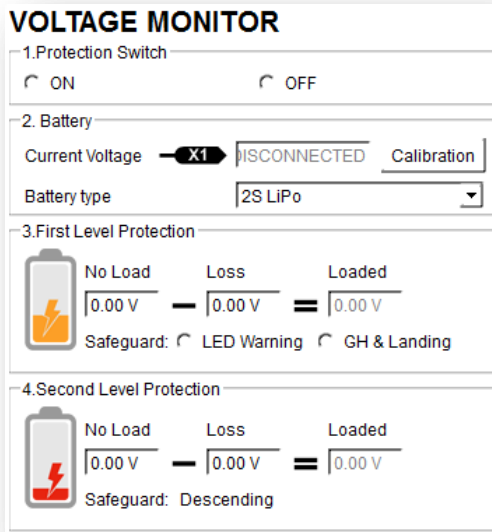 VOLTAGE MONITOR
1.Protection Switch
ON OFF
2. Battery
Current Voltage X1 DISCONNECTED Calibration
Battery type 2S LiPo
3.First Level Protection
No Load Loss Loaded
0.00 V 0.00 V 0.00 V
Safeguard: LED Warning GH & Landing
4.Second Level Protection
No Load Loss Loaded
0.00 V 0.00 V 0.00 V
Safeguard: Descending